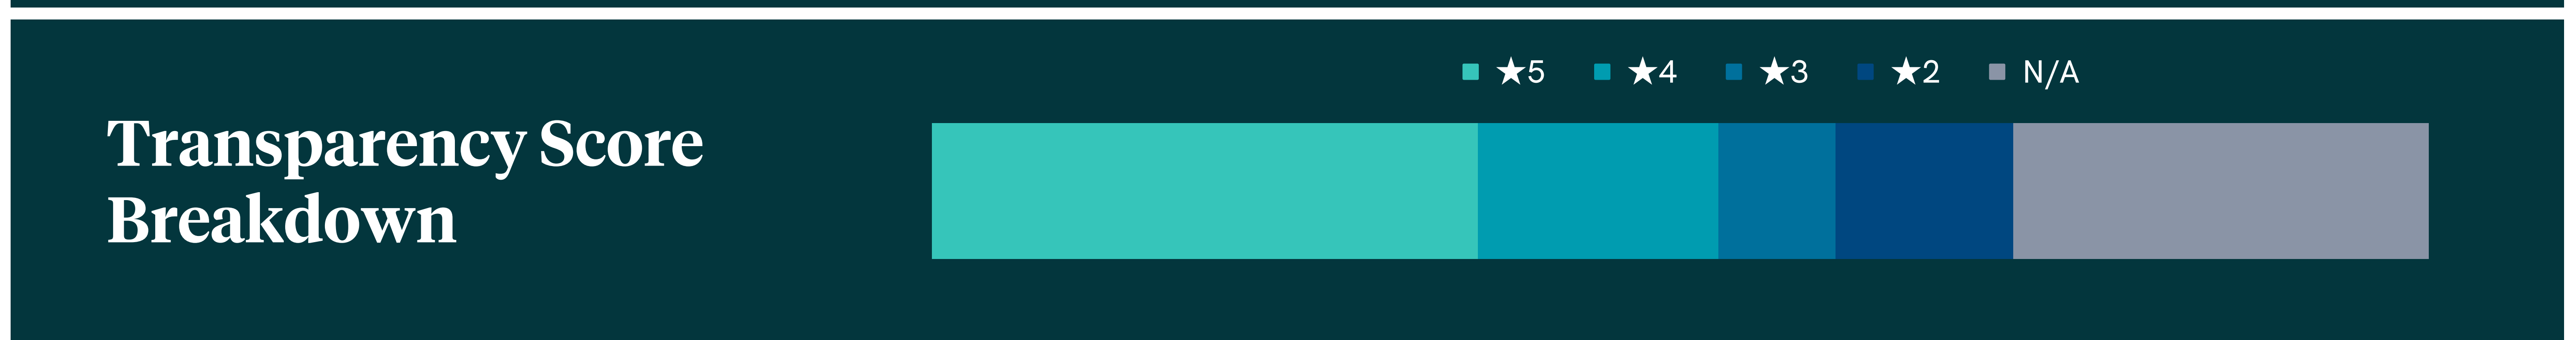 ★5 ★4 ★3 ★2 N/A
Transparency Score
Breakdown